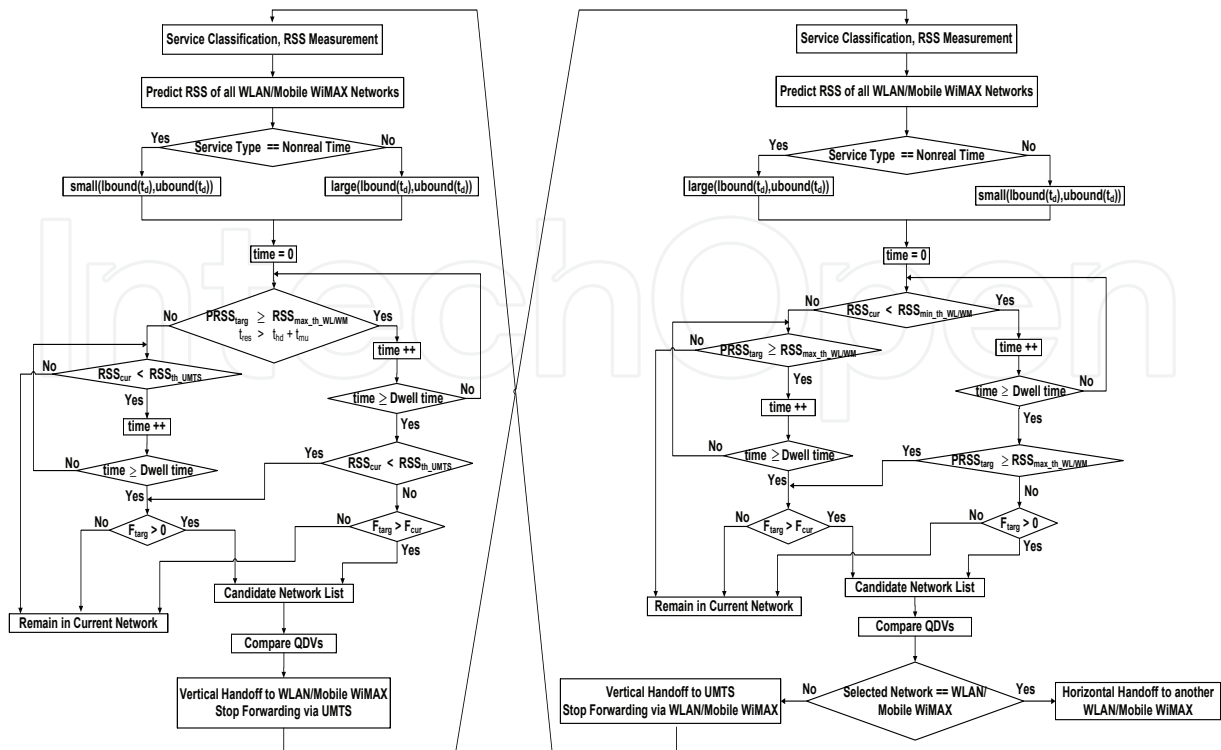 Service Classification, RSS Measurement
Predict RSS of all WLAN/Mobile WiMAX Networks
Yes
Service Type == Nonreal Time
No
small(lbound(td),ubound(td))
large(lbound(td),ubound(td))
time = 0
No
PRSStarg ≥ RSSmax_th_WL/WM
tres > thd + tmu
Yes
time ++
No
RSScur < RSSth_UMTS
Yes
time ++
No
time ≥ Dwell time
Yes
No
time ≥ Dwell time
Yes
Yes
RSScur < RSSth_UMTS
No
No
Ftarg > 0
Yes
No
Ftarg > Fcur
Yes
Candidate Network List
Remain in Current Network
Compare QDVs
Vertical Handoff to WLAN/Mobile WiMAX
Stop Forwarding via UMTS
Service Classification, RSS Measurement
Predict RSS of all WLAN/Mobile WiMAX Networks
Yes
Service Type == Nonreal Time
No
large(lbound(td),ubound(td))
small(lbound(td),ubound(td))
time = 0
No
RSScur < RSSmin_th_WL/WM
Yes
time ++
No
PRSStarg ≥ RSSmax_th_WL/WM
Yes
time ++
No
time ≥ Dwell time
Yes
No
time ≥ Dwell time
Yes
Yes
PRSStarg ≥ RSSmax_th_WL/WM
No
No
Ftarg > Fcur
Yes
No
Ftarg > 0
Yes
Candidate Network List
Remain in Current Network
Compare QDVs
Vertical Handoff to UMTS
Stop Forwarding via WLAN/Mobile WiMAX
No
Selected Network == WLAN/
Mobile WiMAX
Yes
Horizontal Handoff to another
WLAN/Mobile WiMAX
IntechOpen